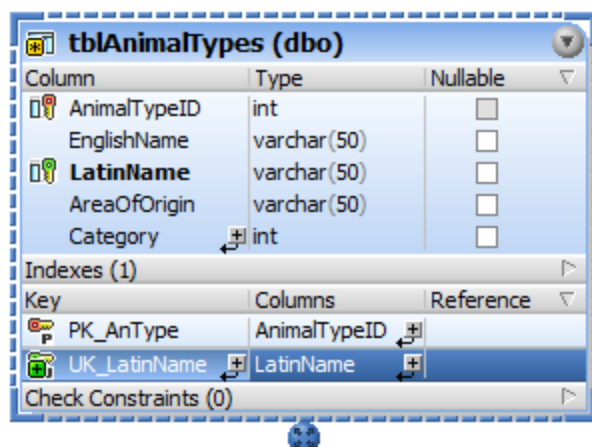 tblAnimalTypes (dbo)
Column Type Nullable
AnimalTypeID int
EnglishName varchar(50)
LatinName varchar(50)
AreaOfOrigin varchar(50)
Category int
Indexes (1)
Key Columns Reference
P PK_AnType AnimalTypeID
UK_LatinName LatinName
Check Constraints (0)